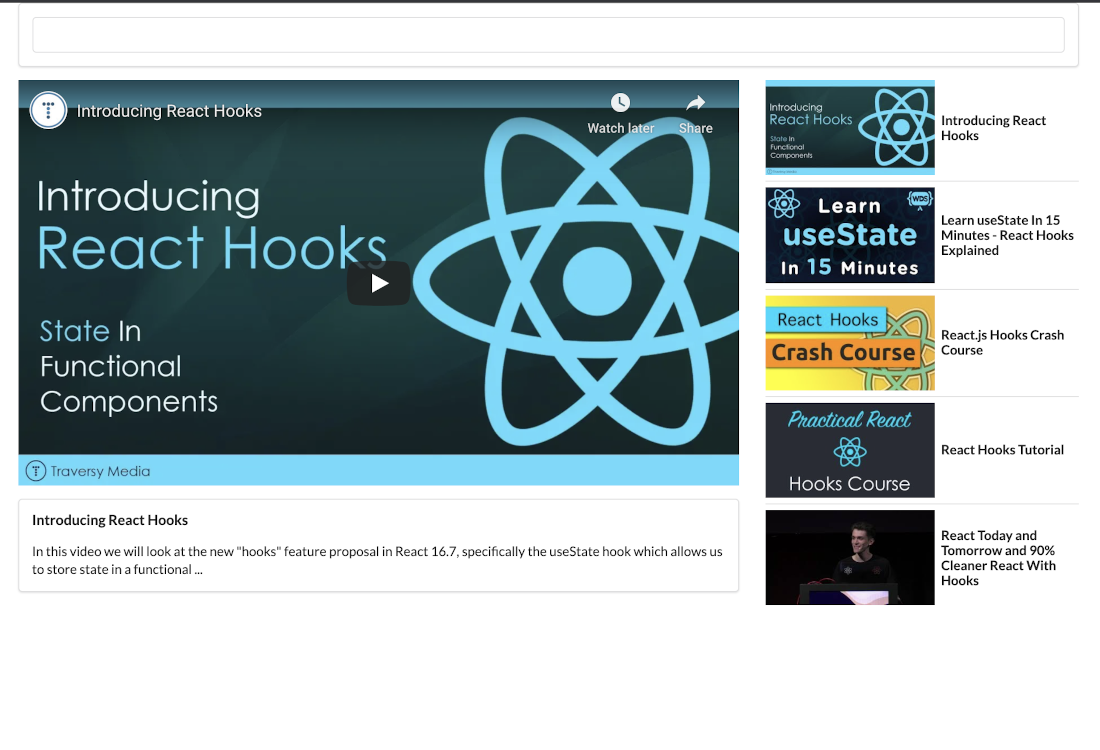 Introducing React Hooks
Watch later
Share
Introducing
React Hooks
State In
Functional
Components
Traversy Media
Introducing React Hooks
In this video we will look at the new "hooks" feature proposal in React 16.7, specifically the useState hook which allows us
to store state in a functional ...
Introducing
React Hooks
State In
Functional
Components
Introducing React
Hooks
Learn
WDS
useState
In 15 Minutes
Learn useState In 15
Minutes - React Hooks
Explained
React Hooks
Crash Course
React.js Hooks Crash
Course
Practical React
Hooks Course
React Hooks Tutorial
React Today and
Tomorrow and 90%
Cleaner React With
Hooks